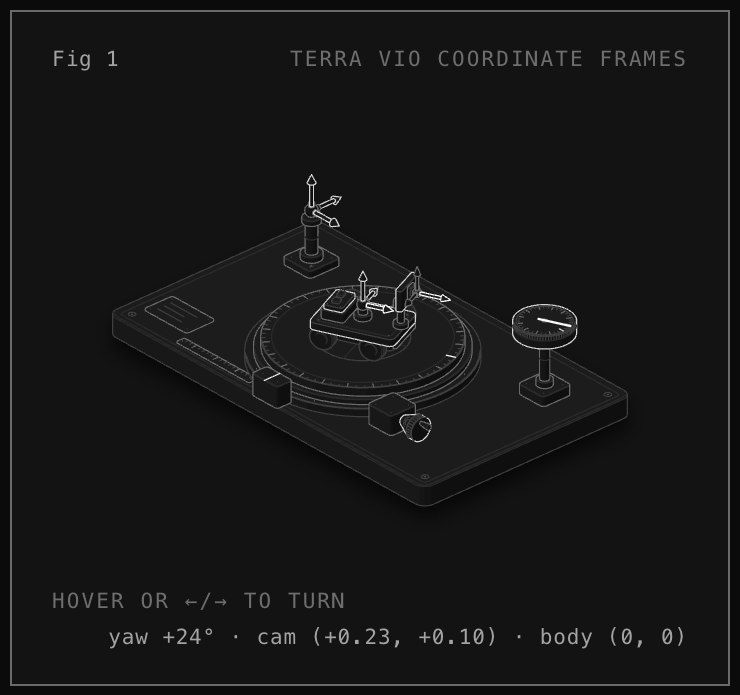 Fig 1
TERRA VIO COORDINATE FRAMES
HOVER OR ←/→ TO TURN
yaw +24° · cam (+0.23, +0.10) · body (0, 0)